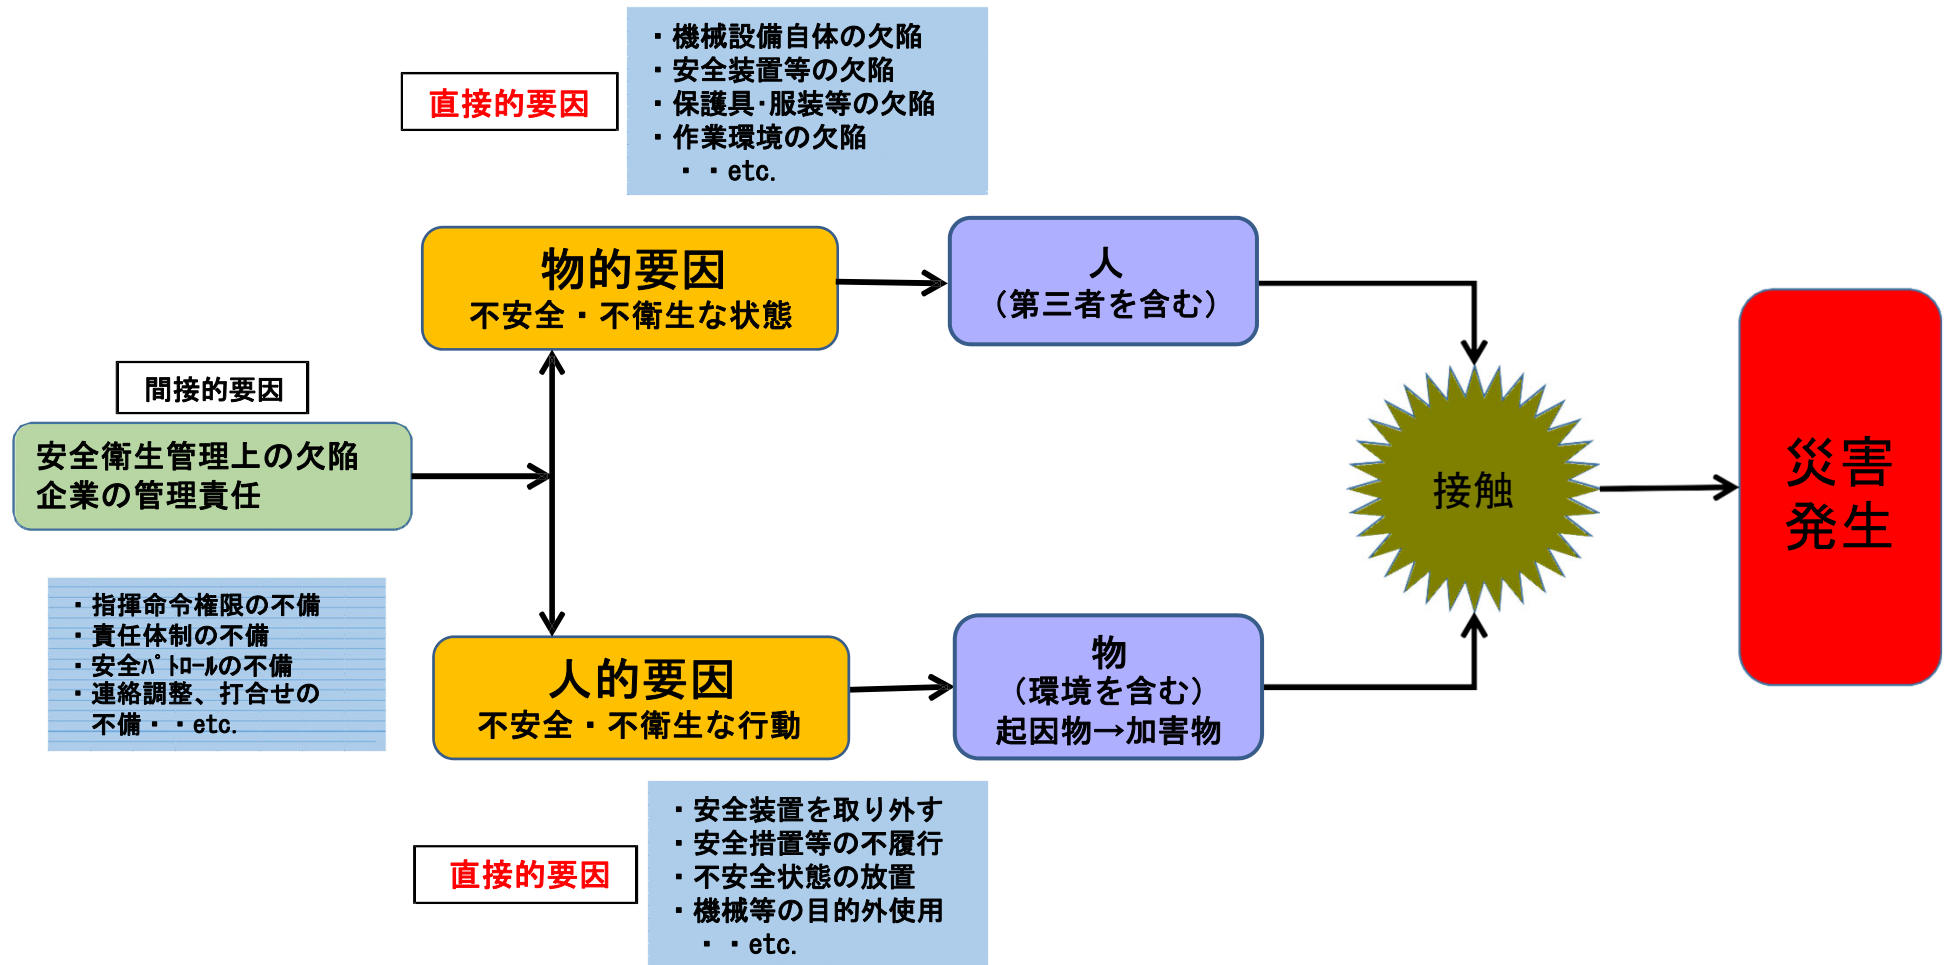 ・機械設備自体の欠陥
・安全装置等の欠陥
・保護具･服装等の欠陥
・作業環境の欠陥
・・etc.
直接的要因
物的要因
不安全・不衛生な状態
人
（第三者を含む）
間接的要因
安全衛生管理上の欠陥
企業の管理責任
・指揮命令権限の不備
・責任体制の不備
・安全ﾊﾟﾄﾛｰﾙの不備
・連絡調整、打合せの
不備・・etc.
接触
災害
発生
人的要因
不安全・不衛生な行動
物
（環境を含む）
起因物→加害物
直接的要因
・安全装置を取り外す
・安全措置等の不履行
・不安全状態の放置
・機械等の目的外使用
・・etc.